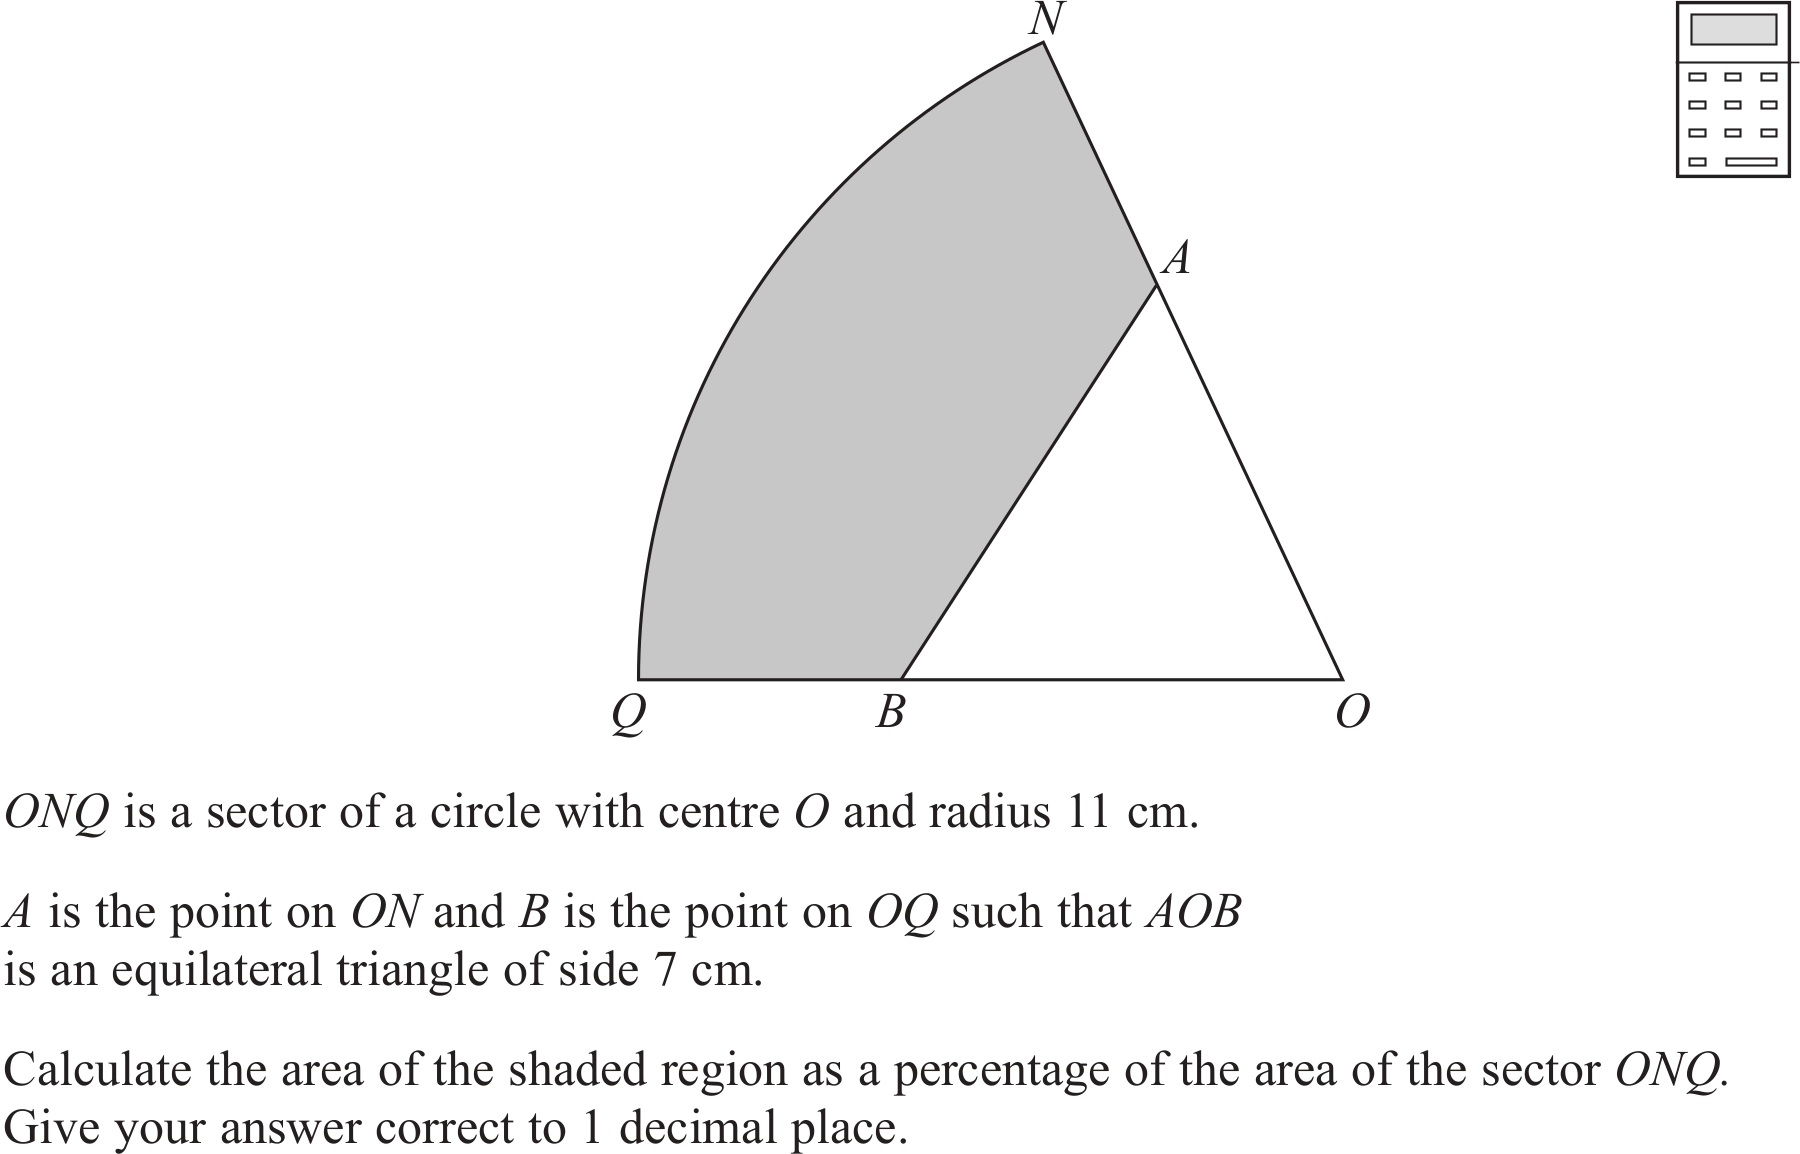 N
A
Q
B
O
ONQ is a sector of a circle with centre O and radius 11 cm.
A is the point on ON and B is the point on OQ such that AOB
is an equilateral triangle of side 7 cm.
Calculate the area of the shaded region as a percentage of the area of the sector ONQ.
Give your answer correct to 1 decimal place.